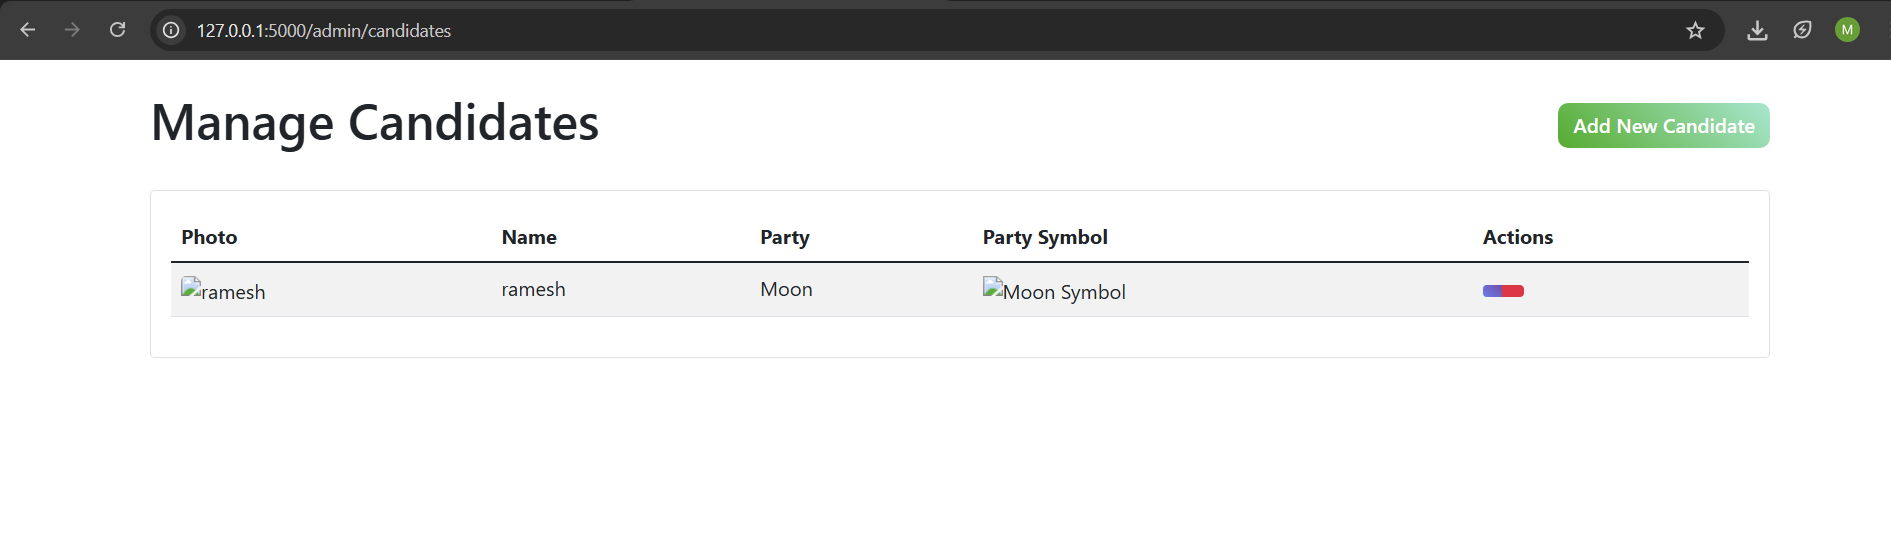 127.0.0.1:5000/admin/candidates
M
Manage Candidates
Add New Candidate
Photo Name Party Party Symbol Actions
ramesh ramesh Moon Moon Symbol